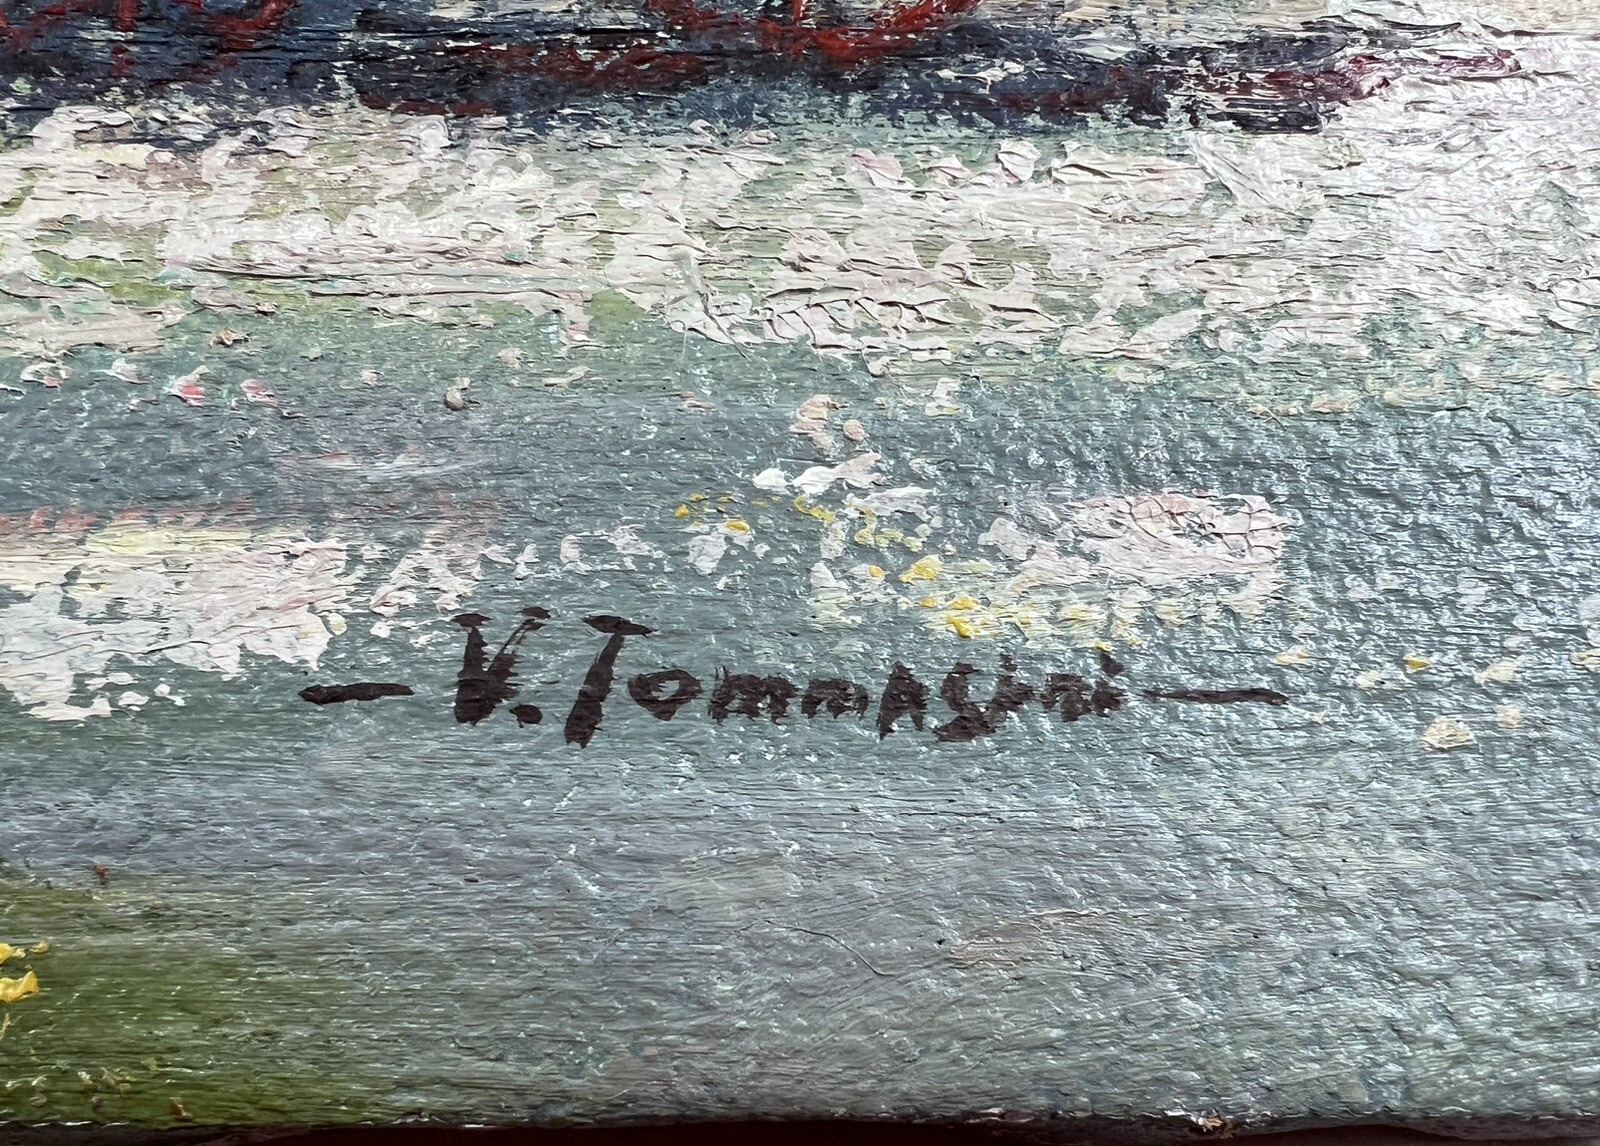 — V. Tommasini —